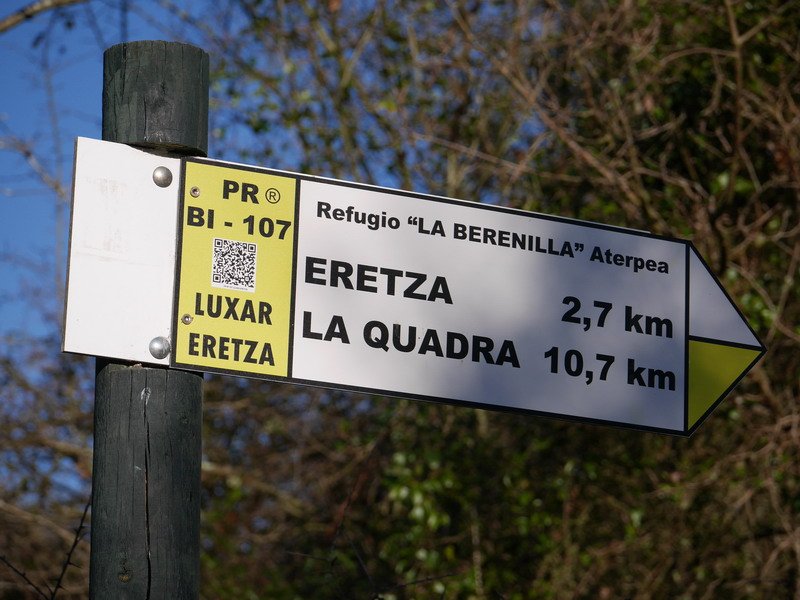 PR ®
BI - 107
LUXAR
ERETZA
Refugio “LA BERENILLA” Aterpea
ERETZA 2,7 km
LA QUADRA 10,7 km